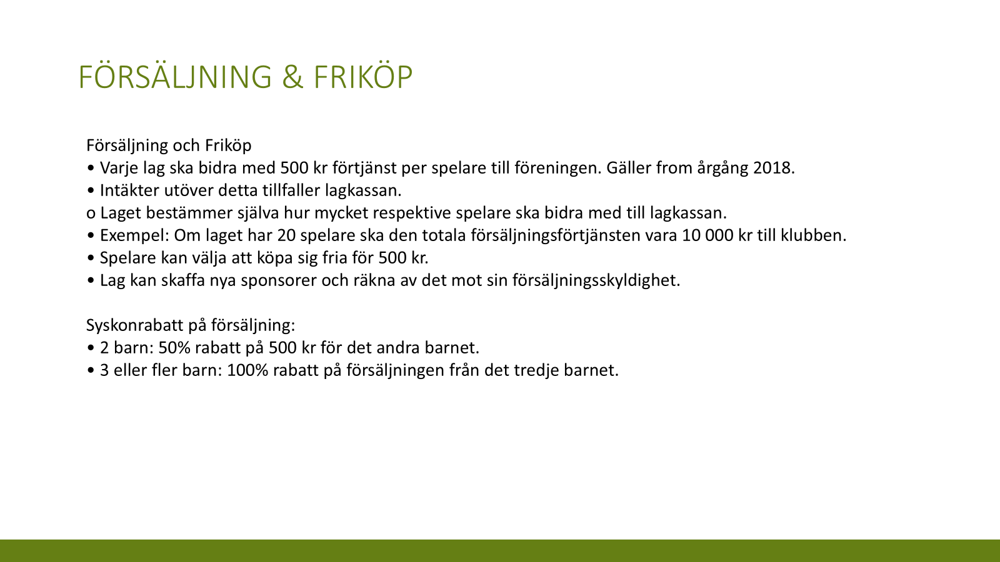 FÖRSÄLJNING & FRIKÖP
Försäljning och Friköp
• Varje lag ska bidra med 500 kr förtjänst per spelare till föreningen. Gäller from årgång 2018.
• Intäkter utöver detta tillfaller lagkassan.
o Laget bestämmer själva hur mycket respektive spelare ska bidra med till lagkassan.
• Exempel: Om laget har 20 spelare ska den totala försäljningsförtjänsten vara 10 000 kr till klubben.
• Spelare kan välja att köpa sig fria för 500 kr.
• Lag kan skaffa nya sponsorer och räkna av det mot sin försäljningsskyldighet.
Syskonrabatt på försäljning:
• 2 barn: 50% rabatt på 500 kr för det andra barnet.
• 3 eller fler barn: 100% rabatt på försäljningen från det tredje barnet.